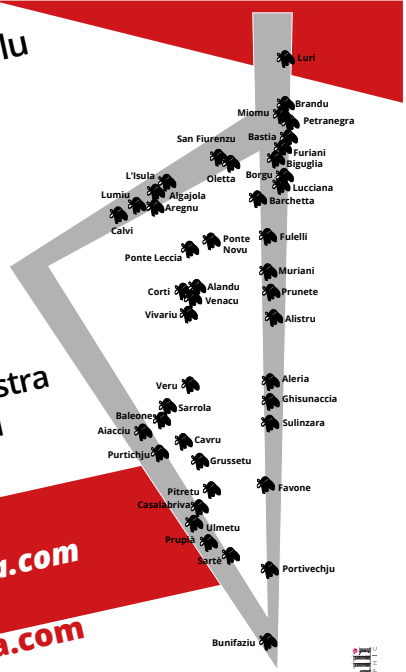 lu
Luri
Brandu
Miomu
Petranegra
San Fiurenzu
Bastia
Furiani
Biguglia
Oletta
Borgu
L'Isula
Lucciana
Lumiu
Algajola
Barchetta
Aregnu
Calvi
Ponte
Novu
Fulelli
Ponte Leccia
Muriani
Alandu
Corti
Prunete
Venacu
Vivariu
Alistru
Aleria
stra
Veru
Ghisunaccia
Sarrola
Baleone
Sulinzara
Aiacciu
Cavru
Purtichju
Grussetu
Pitretu
Favone
Casalabriva
Ulmetu
Prupià
a.com
Sartè
Portivechju
a.com
Bunifaziu